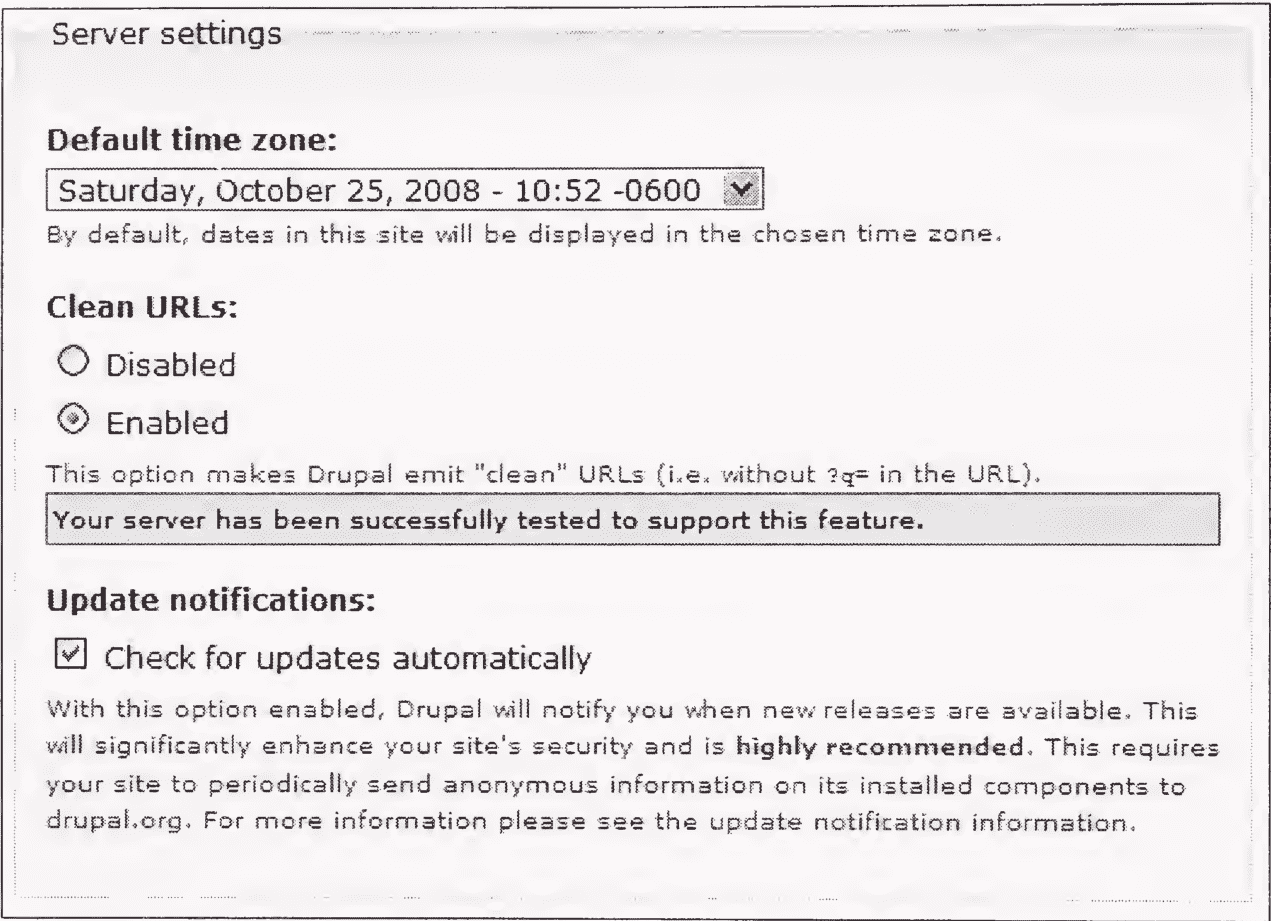 Server settings
Default time zone:
Saturday, October 25, 2008 - 10:52 -0600
By default, dates in this site will be displayed in the chosen time zone.
Clean URLs:
Disabled
Enabled
This option makes Drupal emit "clean" URLs (i.e. without ?q= in the URL).
Your server has been successfully tested to support this feature.
Update notifications:
Check for updates automatically
With this option enabled, Drupal will notify you when new releases are available. This
will significantly enhance your site's security and is highly recommended. This requires
your site to periodically send anonymous information on its installed components to
drupal.org. For more information please see the update notification information.